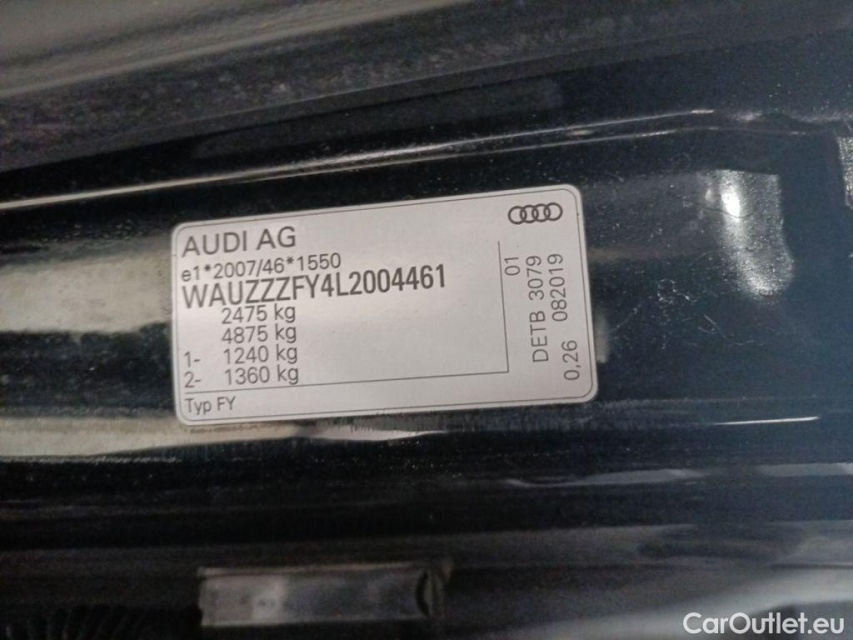 AUDI AG
e1*2007/46*1550
WAUZZZFY4L2004461
2475 kg
4875 kg
1- 1240 kg
2- 1360 kg
Typ FY
01
DETB 3079
0,26 082019
CarOutlet.eu